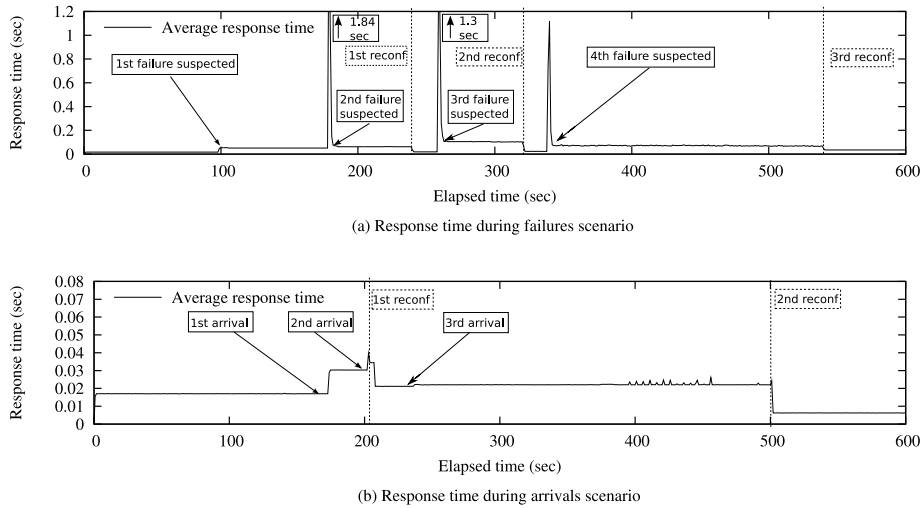 1.2
1
0.8
0.6
0.4
0.2
0
Response time (sec)
Average response time
1.84
sec
1.3
sec
1st failure suspected
1st reconf
2nd reconf
4th failure suspected
3rd reconf
2nd failure
suspected
3rd failure
suspected
0 100 200 300 400 500 600
Elapsed time (sec)
(a) Response time during failures scenario
0.08
0.07
0.06
0.05
0.04
0.03
0.02
0.01
0
Response time (sec)
Average response time
1st reconf
2nd reconf
1st arrival
2nd arrival
3rd arrival
0 100 200 300 400 500 600
Elapsed time (sec)
(b) Response time during arrivals scenario